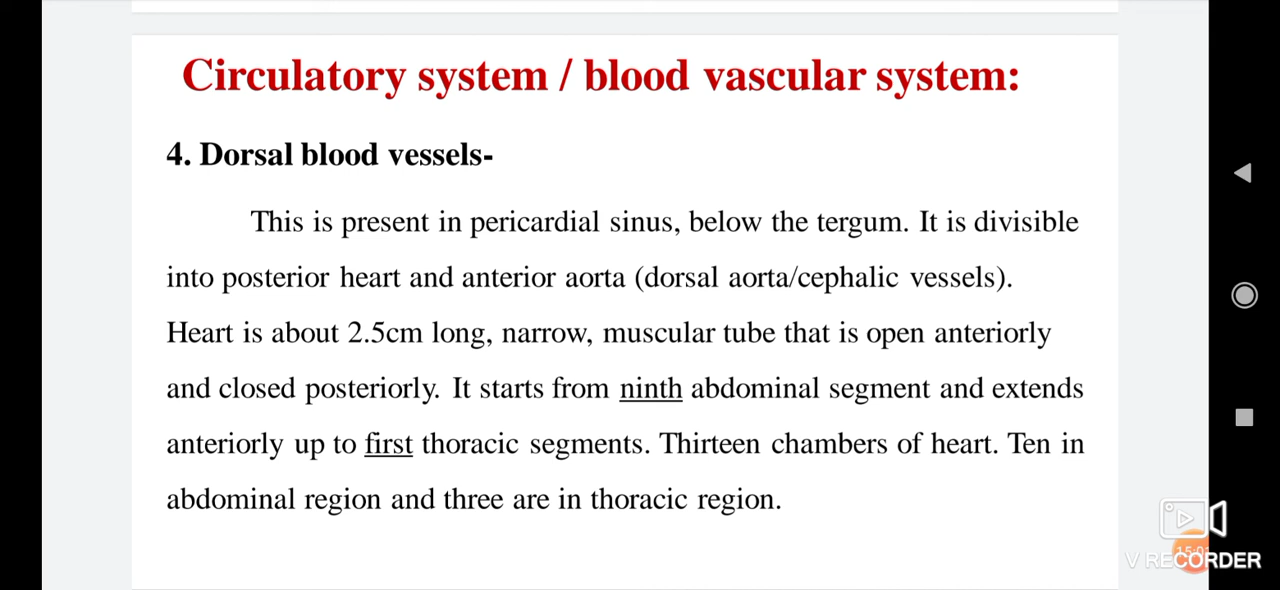 Circulatory system / blood vascular system:
4. Dorsal blood vessels-
This is present in pericardial sinus, below the tergum. It is divisible
into posterior heart and anterior aorta (dorsal aorta/cephalic vessels).
Heart is about 2.5cm long, narrow, muscular tube that is open anteriorly
and closed posteriorly. It starts from ninth abdominal segment and extends
anteriorly up to first thoracic segments. Thirteen chambers of heart. Ten in
abdominal region and three are in thoracic region.
V RECORDER